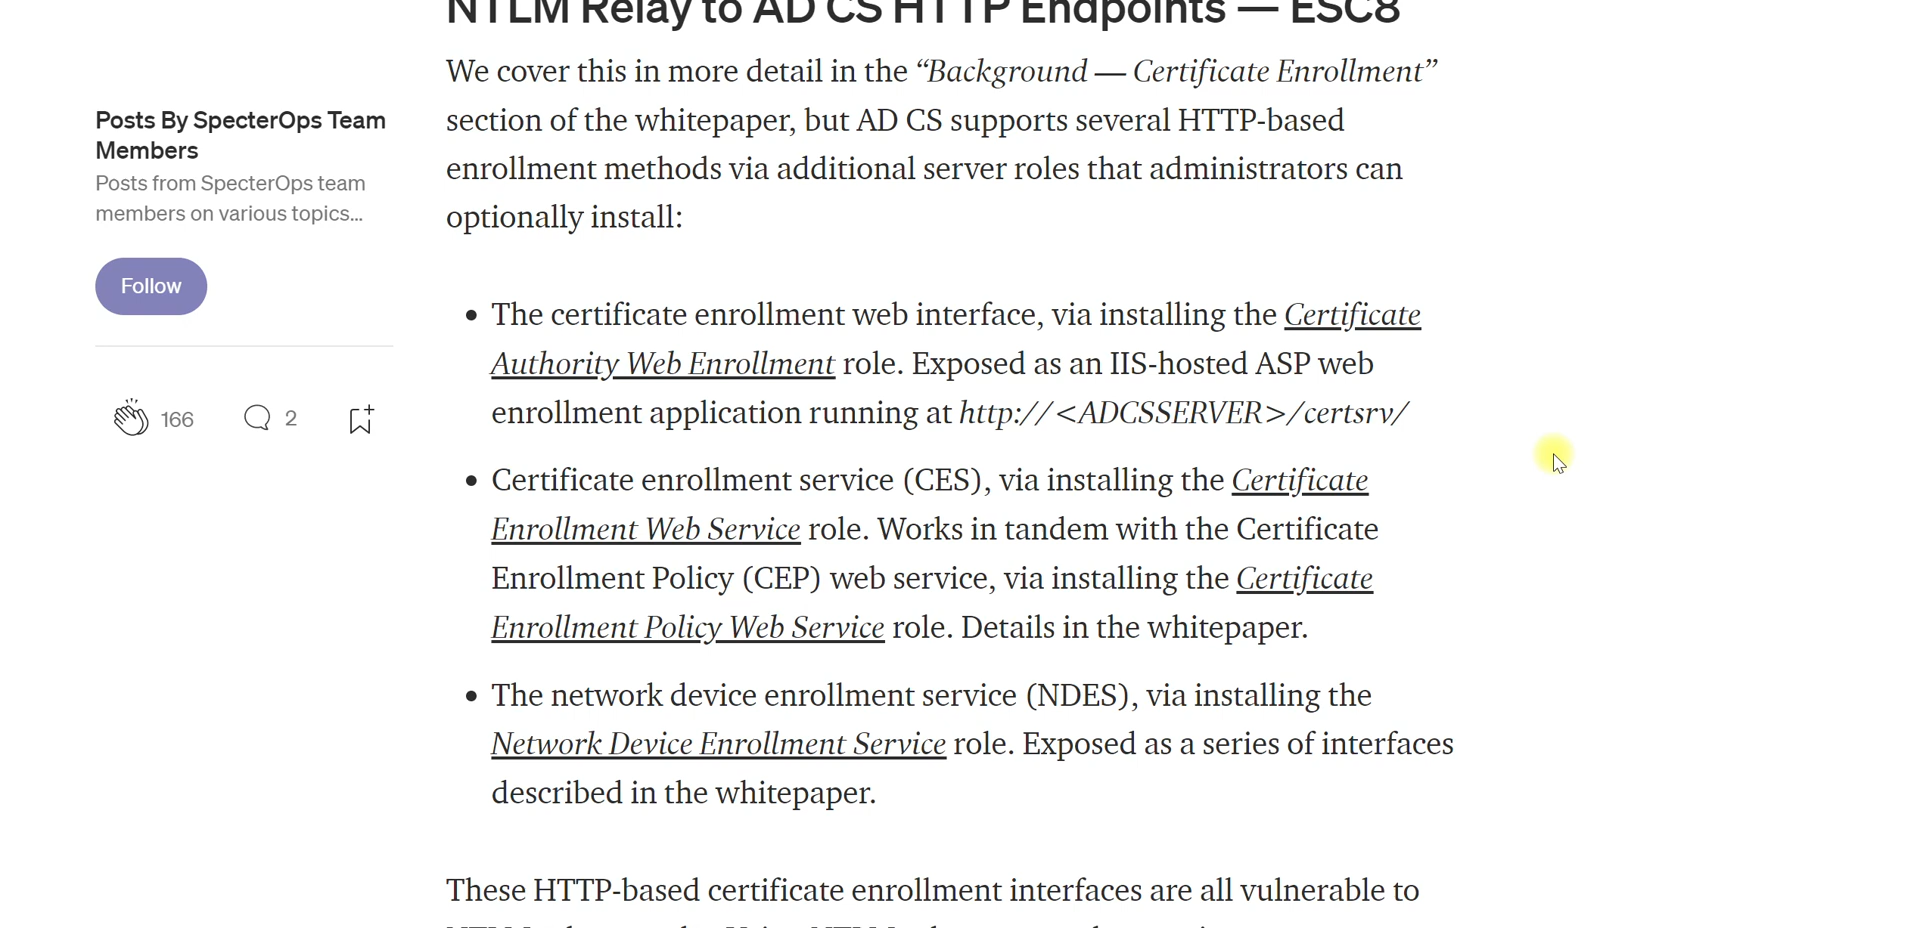 NTLM Relay to AD CS HTTP Endpoints — ESC8
We cover this in more detail in the “Background — Certificate Enrollment”
section of the whitepaper, but AD CS supports several HTTP-based
enrollment methods via additional server roles that administrators can
optionally install:
Posts By SpecterOps Team
Members
Posts from SpecterOps team
members on various topics...
Follow
166
2
• The certificate enrollment web interface, via installing the Certificate
Authority Web Enrollment role. Exposed as an IIS-hosted ASP web
enrollment application running at http://<ADCSSERVER>/certsrv/
• Certificate enrollment service (CES), via installing the Certificate
Enrollment Web Service role. Works in tandem with the Certificate
Enrollment Policy (CEP) web service, via installing the Certificate
Enrollment Policy Web Service role. Details in the whitepaper.
• The network device enrollment service (NDES), via installing the
Network Device Enrollment Service role. Exposed as a series of interfaces
described in the whitepaper.
These HTTP-based certificate enrollment interfaces are all vulnerable to